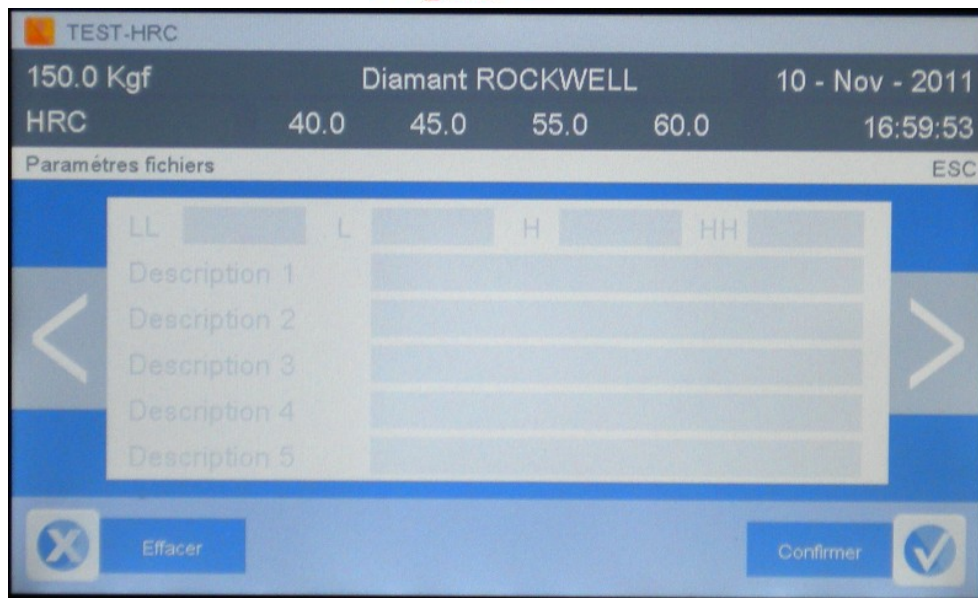 TEST-HRC
150.0 Kgf Diamant ROCKWELL 10 - Nov - 2011
HRC 40.0 45.0 55.0 60.0 16:59:53
Paramétres fichiers ESC
LL L H HH
Description 1
Description 2
Description 3
Description 4
Description 5
Effacer Confirmer